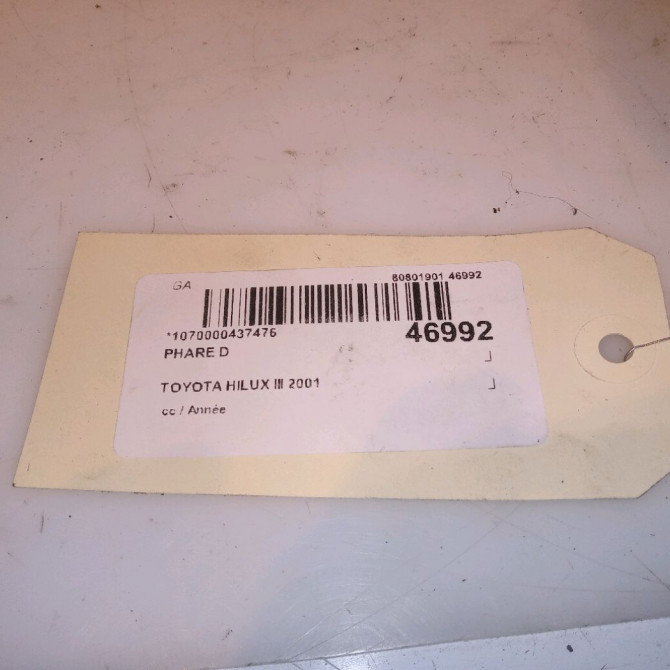 GA
80801901 46992
*1070000437476
46992
PHARE D
TOYOTA HILUX III 2001
cc / Année